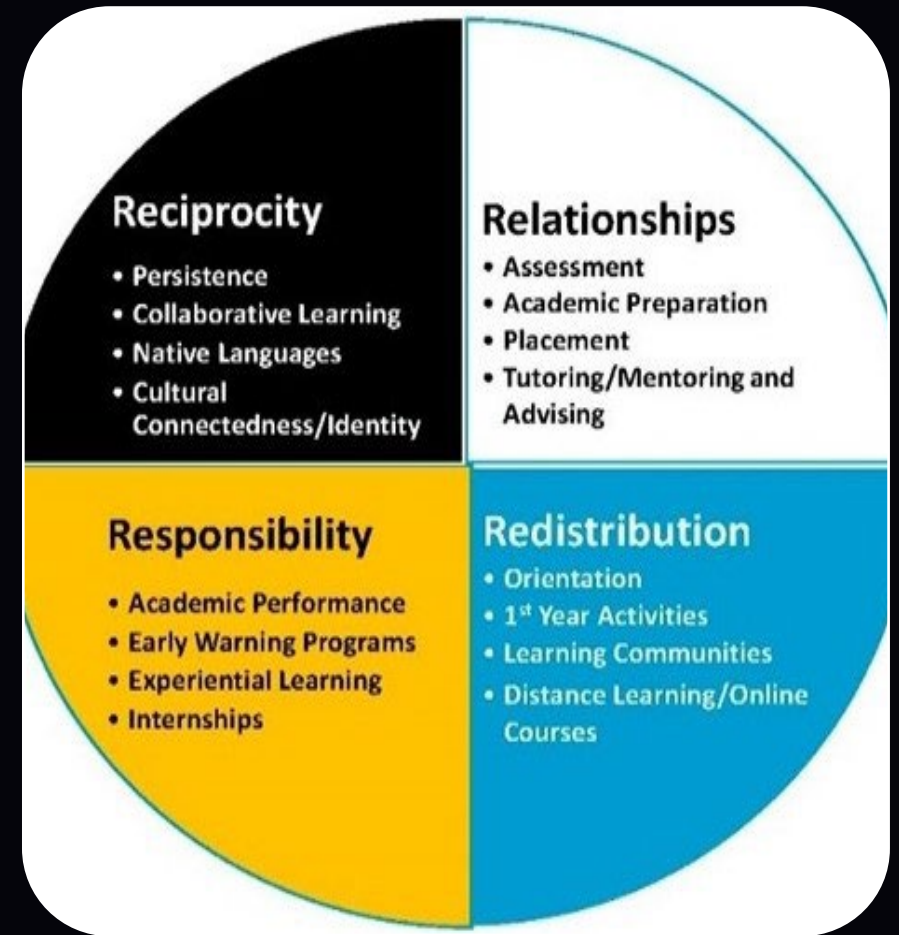 Reciprocity
• Persistence
• Collaborative Learning
• Native Languages
• Cultural
Connectedness/Identity
Relationships
• Assessment
• Academic Preparation
• Placement
• Tutoring/Mentoring and
Advising
Responsibility
• Academic Performance
• Early Warning Programs
• Experiential Learning
• Internships
Redistribution
• Orientation
• 1st Year Activities
• Learning Communities
• Distance Learning/Online
Courses